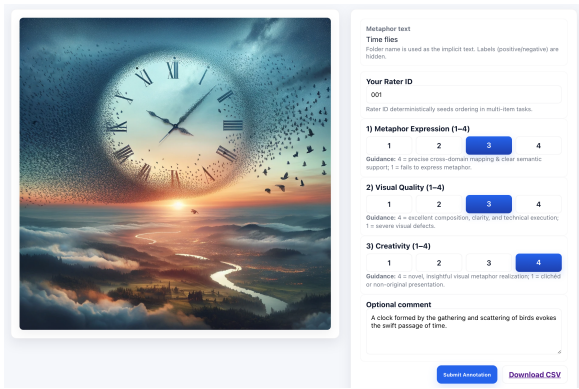 Metaphor text
Time flies
Folder name is used as the implicit text. Labels (positive/negative) are
hidden.
Your Rater ID
001
Rater ID deterministically seeds ordering in multi-item tasks.
1) Metaphor Expression (1–4)
1 2 3 4
Guidance: 4 = precise cross-domain mapping & clear semantic
support; 1 = fails to express metaphor.
2) Visual Quality (1–4)
1 2 3 4
Guidance: 4 = excellent composition, clarity, and technical execution;
1 = severe visual defects.
3) Creativity (1–4)
1 2 3 4
Guidance: 4 = novel, insightful visual metaphor realization; 1 = clichéd
or non-original presentation.
Optional comment
A clock formed by the gathering and scattering of birds evokes
the swift passage of time.
Submit Annotation Download CSV